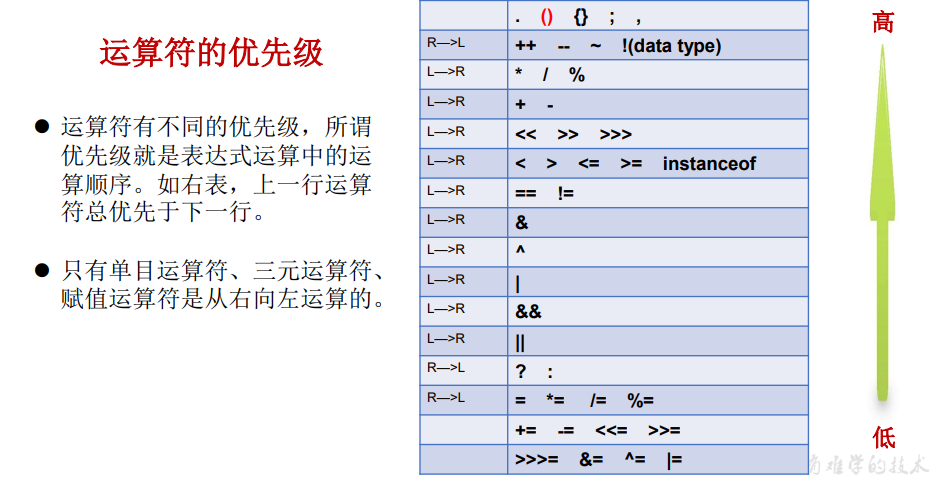 运算符的优先级
运算符有不同的优先级，所谓
优先级就是表达式运算中的运
算顺序。如右表，上一行运算
符总优先于下一行。
只有单目运算符、三元运算符、
赋值运算符是从右向左运算的。
. () {} ; ,
R—>L ++ -- ~ !(data type)
L—>R * / %
L—>R + -
L—>R << >> >>>
L—>R < > <= >= instanceof
L—>R == !=
L—>R &
L—>R ^
L—>R |
L—>R &&
L—>R ||
R—>L ? :
R—>L = *= /= %=
+= -= <<= >>=
>>>= &= ^= |=
高
低
难学的技术